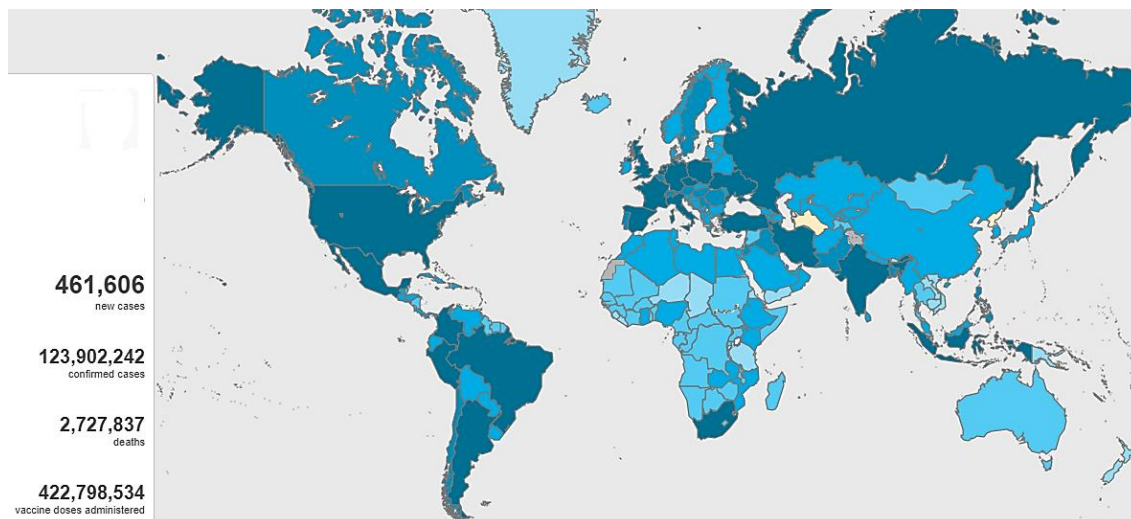 461,606
new cases
123,902,242
confirmed cases
2,727,837
deaths
422,798,534
vaccine doses administered